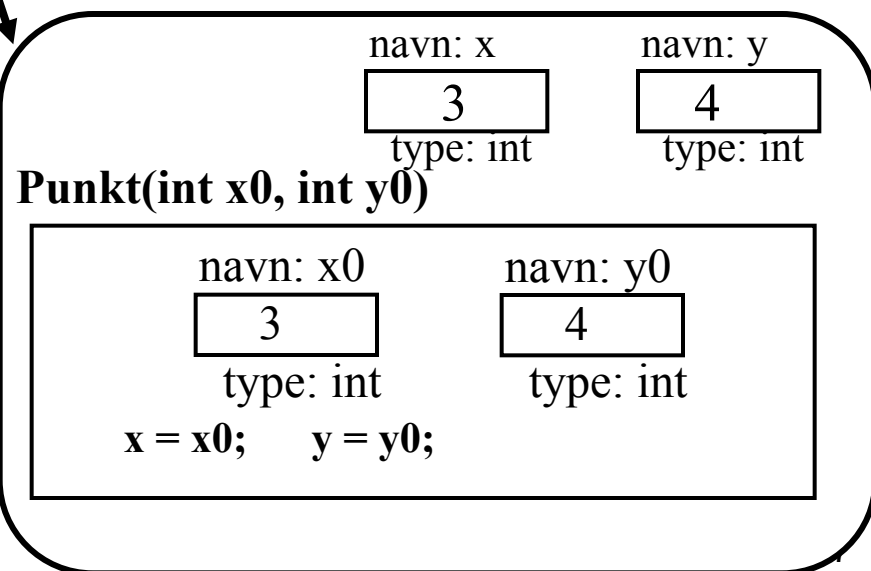 navn: x navn: y
3 4
type: int type: int
Punkt(int x0, int y0)
navn: x0 navn: y0
3 4
type: int type: int
x = x0; y = y0;